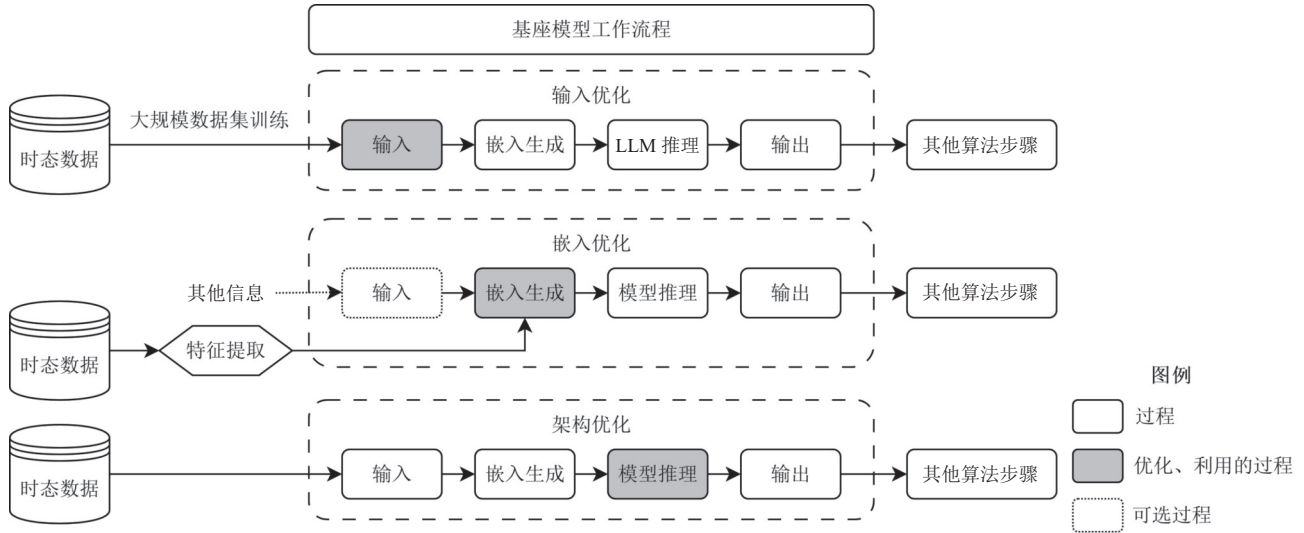 基座模型工作流程
输入优化
大规模数据集训练
时态数据
输入
嵌入生成
LLM 推理
输出
其他算法步骤
嵌入优化
其他信息
输入
嵌入生成
模型推理
输出
其他算法步骤
时态数据
特征提取
架构优化
时态数据
输入
嵌入生成
模型推理
输出
其他算法步骤
图例
过程
优化、利用的过程
可选过程